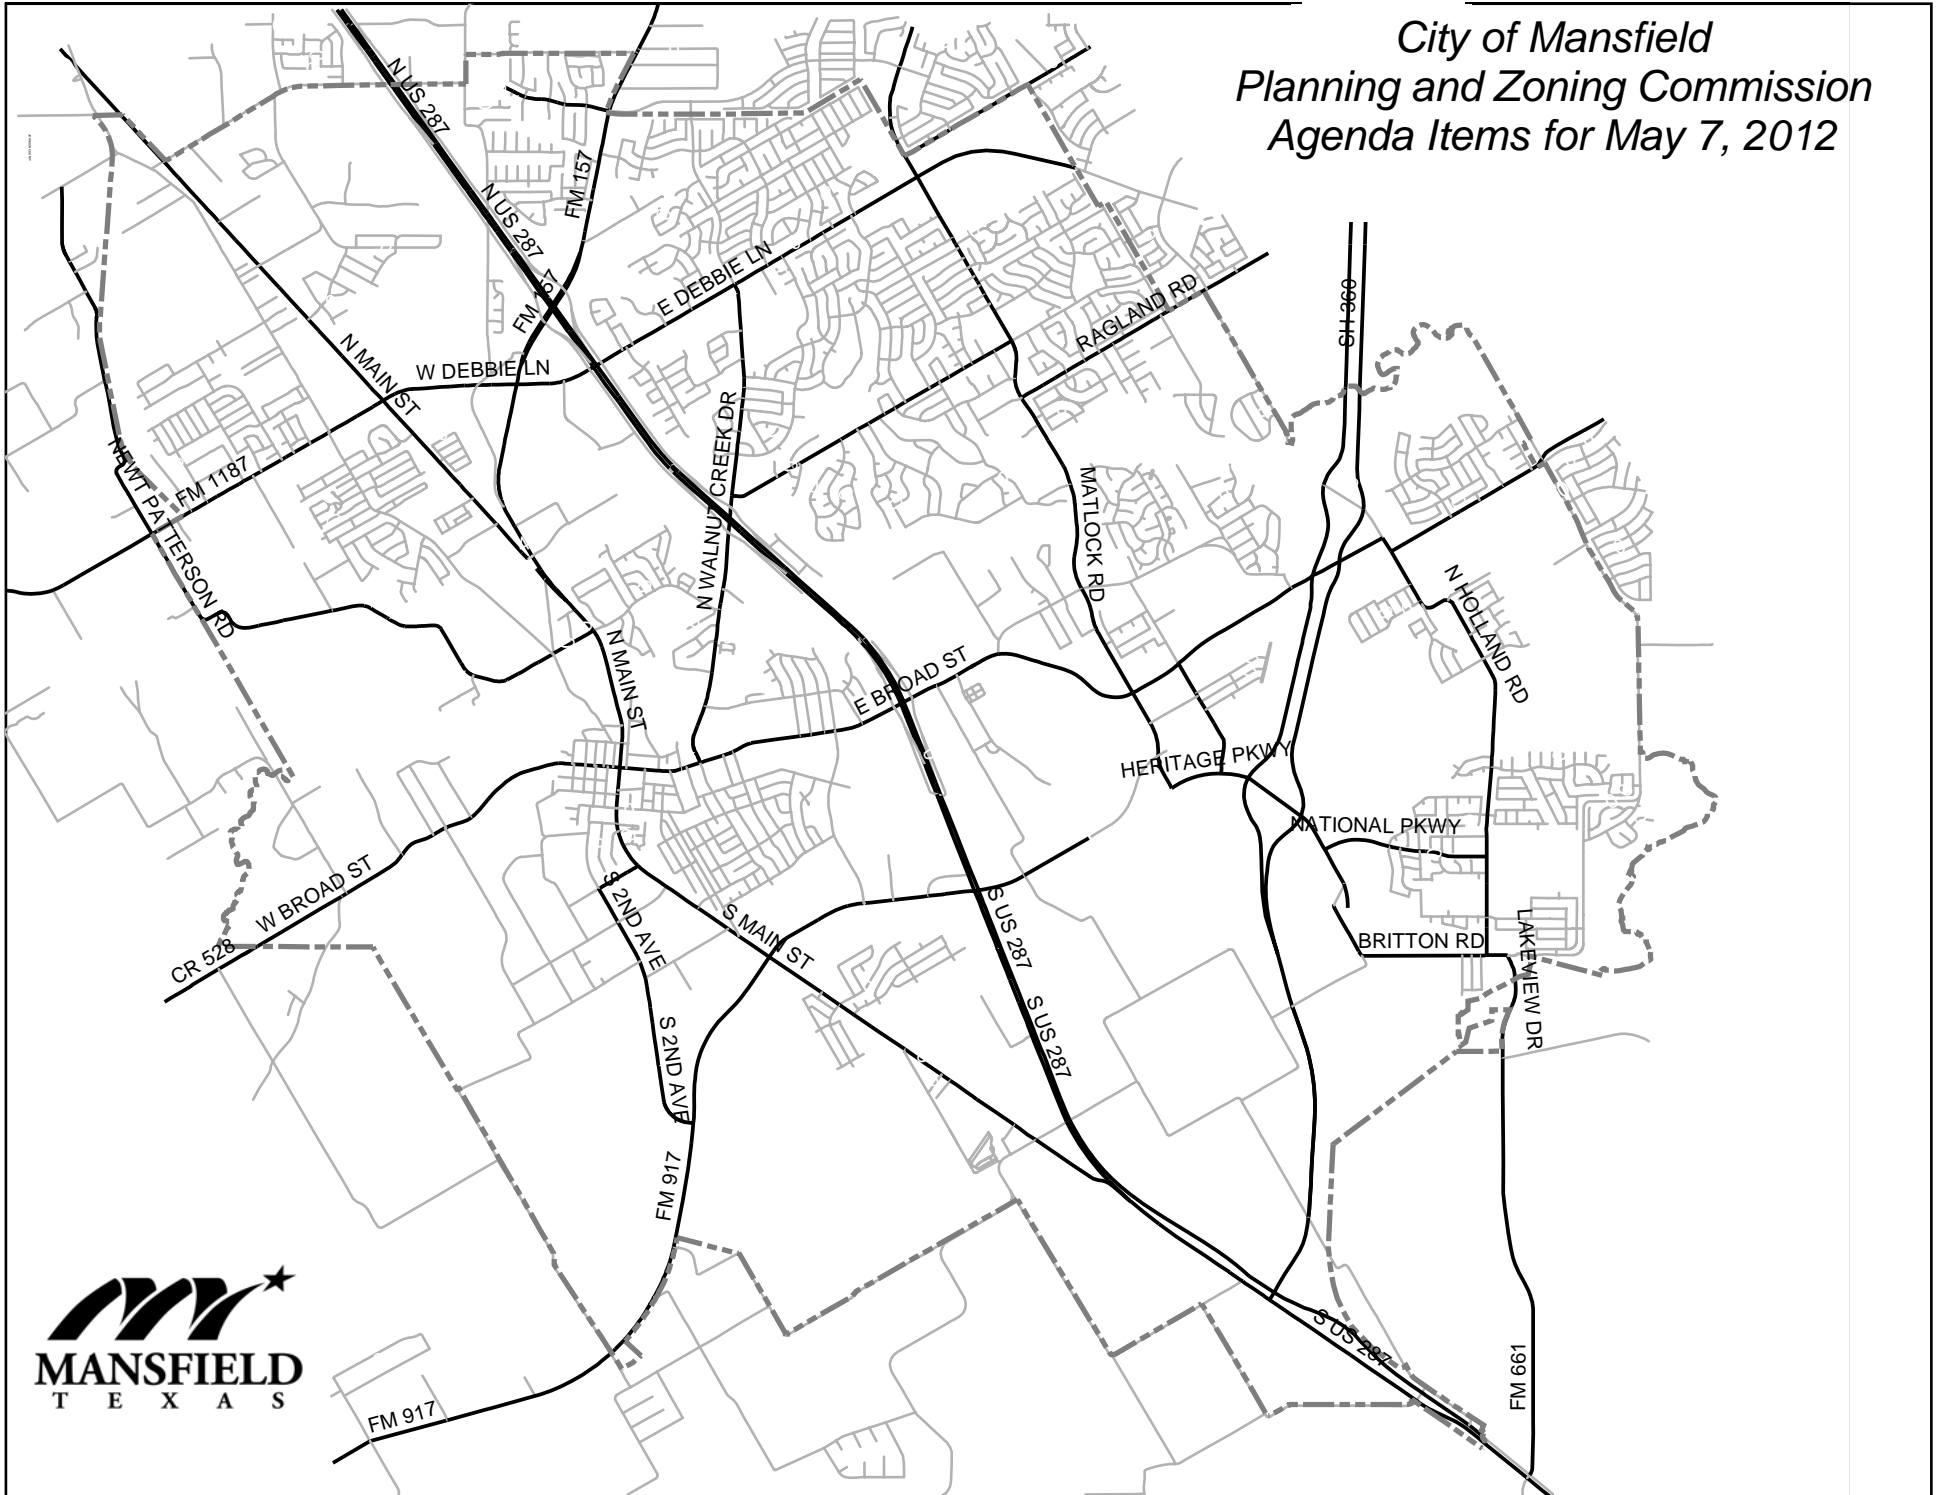 City of Mansfield
Planning and Zoning Commission
Agenda Items for May 7, 2012
N US 287
N US 287
FM 157
FM 157
E DEBBIE LN
W DEBBIE LN
N MAIN ST
RAGLAND RD
SH 360
N WALNUT CREEK DR
NEWT PATTERSON RD
FM 1187
MATLOCK RD
N HOLLAND RD
N MAIN ST
E BROAD ST
HERITAGE PKWY
NATIONAL PKWY
W BROAD ST
CR 528
S 2ND AVE
S MAIN ST
S US 287
BRITTON RD
LAKEVIEW DR
S US 287
S 2ND AVE
FM 917
S US 287
FM 661
FM 917
MANSFIELD
TEXAS